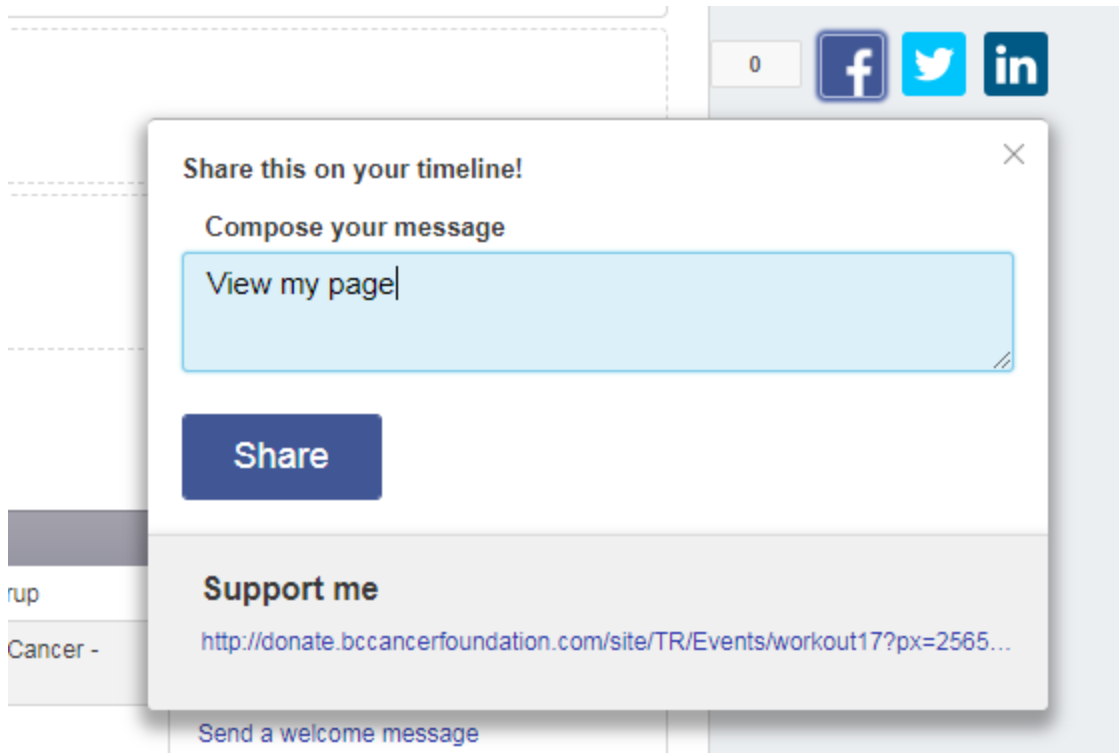 0
f
in
Share this on your timeline!
Compose your message
View my page
Share
Support me
http://donate.bccancerfoundation.com/site/TR/Events/workout17?px=2565...
rup
Cancer -
Send a welcome message